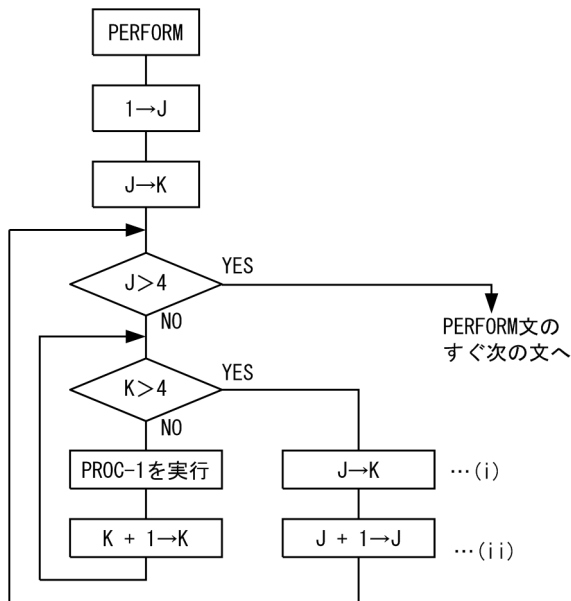 PERFORM
1→J
J→K
J>4
YES
NO
PERFORM文の
すぐ次の文へ
K>4
YES
NO
PROC-1を実行
J→K
…(i)
K + 1→K
J + 1→J
…(ii)